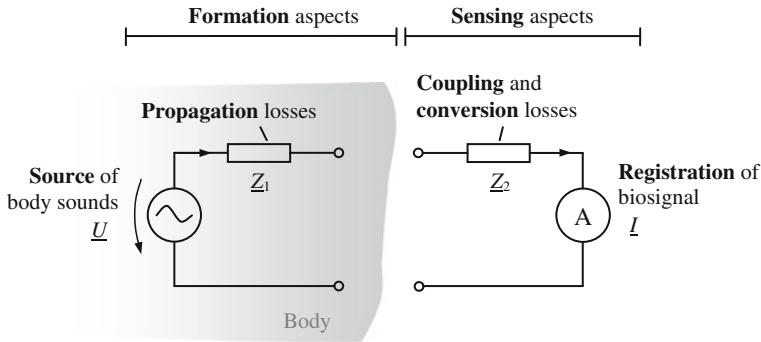 Formation aspects
Sensing aspects
Coupling and
conversion losses
Propagation losses
Z1
Z2
Source of
body sounds
U
A
Registration of
biosignal
I
Body